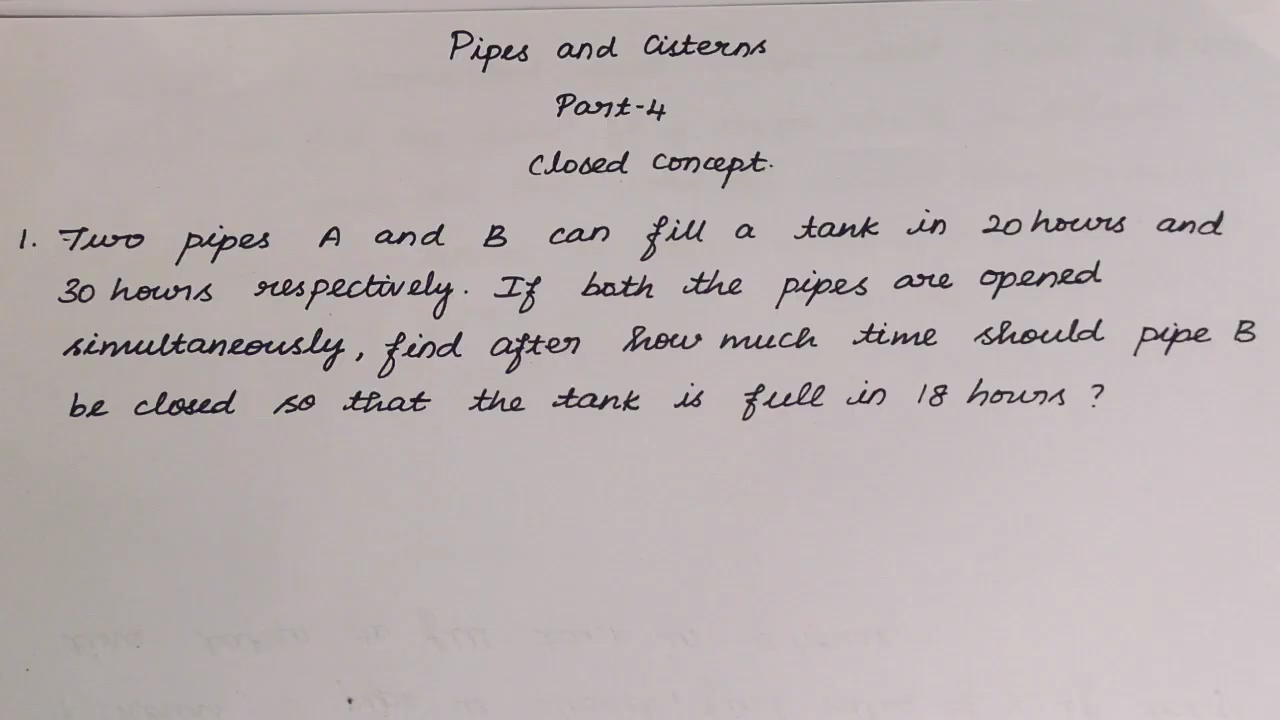 Pipes and Cisterns
Part-4
Closed Concept.
1. Two pipes A and B can fill a tank in 20 hours and
30 hours respectively. If both the pipes are opened
simultaneously, find after how much time should pipe B
be closed so that the tank is full in 18 hours ?